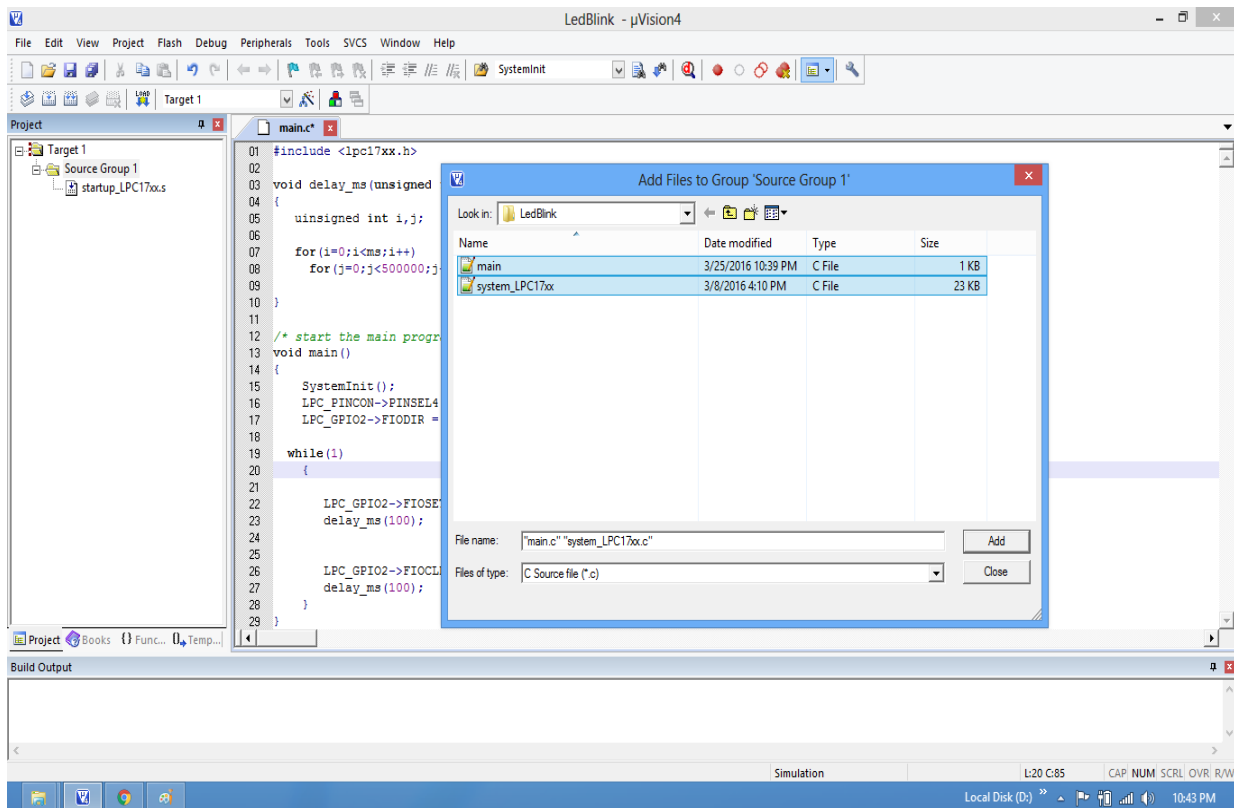 LedBlink - µVision4
File Edit View Project Flash Debug Peripherals Tools SVCS Window Help
SystemInit
LOAD Target 1
Project
Target 1
Source Group 1
startup_LPC17xx.s
Project Books {} Func... Temp...
main.c*
01 #include <lpc17xx.h>
02
03 void delay_ms(unsigned
04 {
05 uinsigned int i,j;
06
07 for(i=0;i<ms;i++)
08 for(j=0;j<500000;j
09
10 }
11
12 /* start the main progr
13 void main()
14 {
15 SystemInit();
16 LPC_PINCON->PINSEL4
17 LPC_GPIO2->FIODIR =
18
19 while(1)
20 {
21
22 LPC_GPIO2->FIOSET
23 delay_ms(100);
24
25
26 LPC_GPIO2->FIOCL
27 delay_ms(100);
28 }
29 }
Add Files to Group 'Source Group 1'
Look in: LedBlink
Name Date modified Type Size
main 3/25/2016 10:39 PM C File 1 KB
system_LPC17xx 3/8/2016 4:10 PM C File 23 KB
File name: "main.c" "system_LPC17xx.c" Add
Files of type: C Source file (*.c) Close
Build Output
Simulation L:20 C:85 CAP NUM SCRL OVR R/W
Local Disk (D:) 10:43 PM